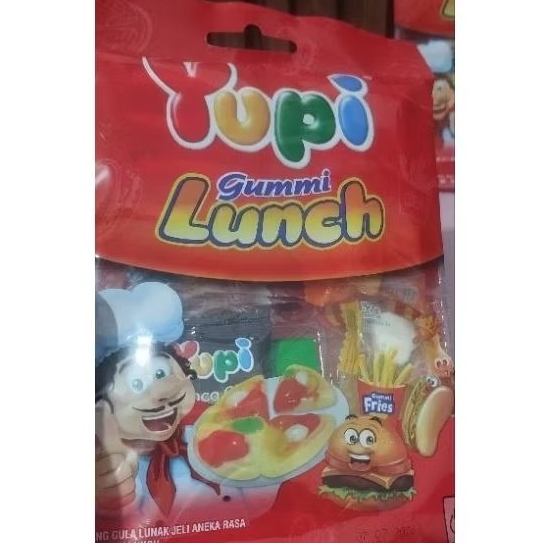 Yupi
Gummi
Lunch
Yupi
Gummi
Fries
NG GULA LUNAK JELI ANEKA RASA